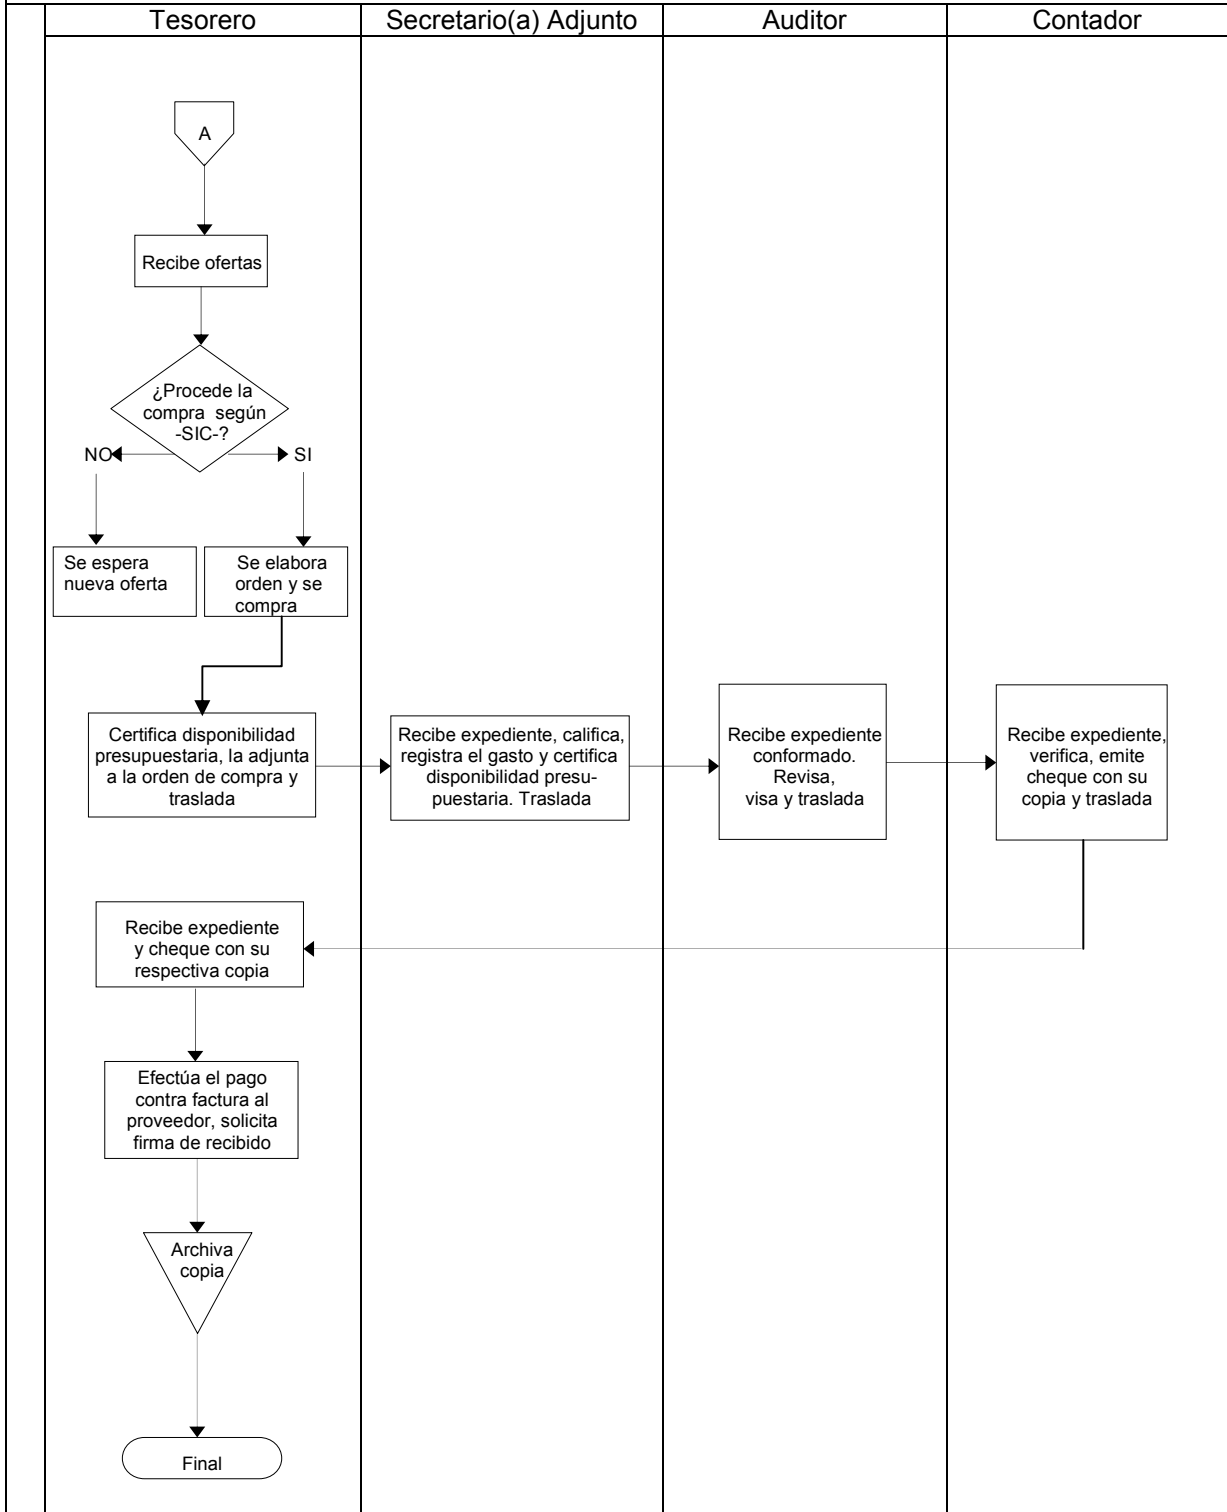 Tesorero
Secretario(a) Adjunto
Auditor
Contador
A
Recibe ofertas
¿Procede la
compra según
-SIC-?
NO
SI
Se espera
nueva oferta
Se elabora
orden y se
compra
Certifica disponibilidad
presupuestaria, la adjunta
a la orden de compra y
traslada
Recibe expediente, califica,
registra el gasto y certifica
disponibilidad presu-
puestaria. Traslada
Recibe expediente
conformado.
Revisa,
visa y traslada
Recibe expediente,
verifica, emite
cheque con su
copia y traslada
Recibe expediente
y cheque con su
respectiva copia
Efectúa el pago
contra factura al
proveedor, solicita
firma de recibido
Archiva
copia
Final